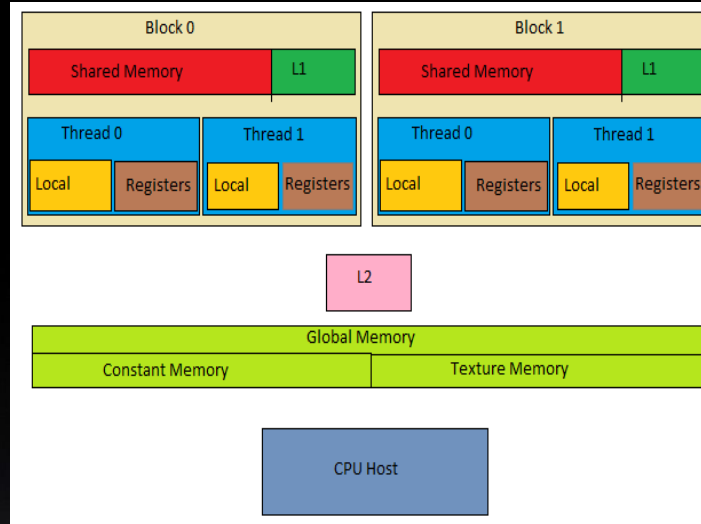 Block 0
Block 1
Shared Memory
L1
Shared Memory
L1
Thread 0
Thread 1
Thread 0
Thread 1
Local
Registers
Local
Registers
Local
Registers
Local
Registers
L2
Global Memory
Constant Memory
Texture Memory
CPU Host